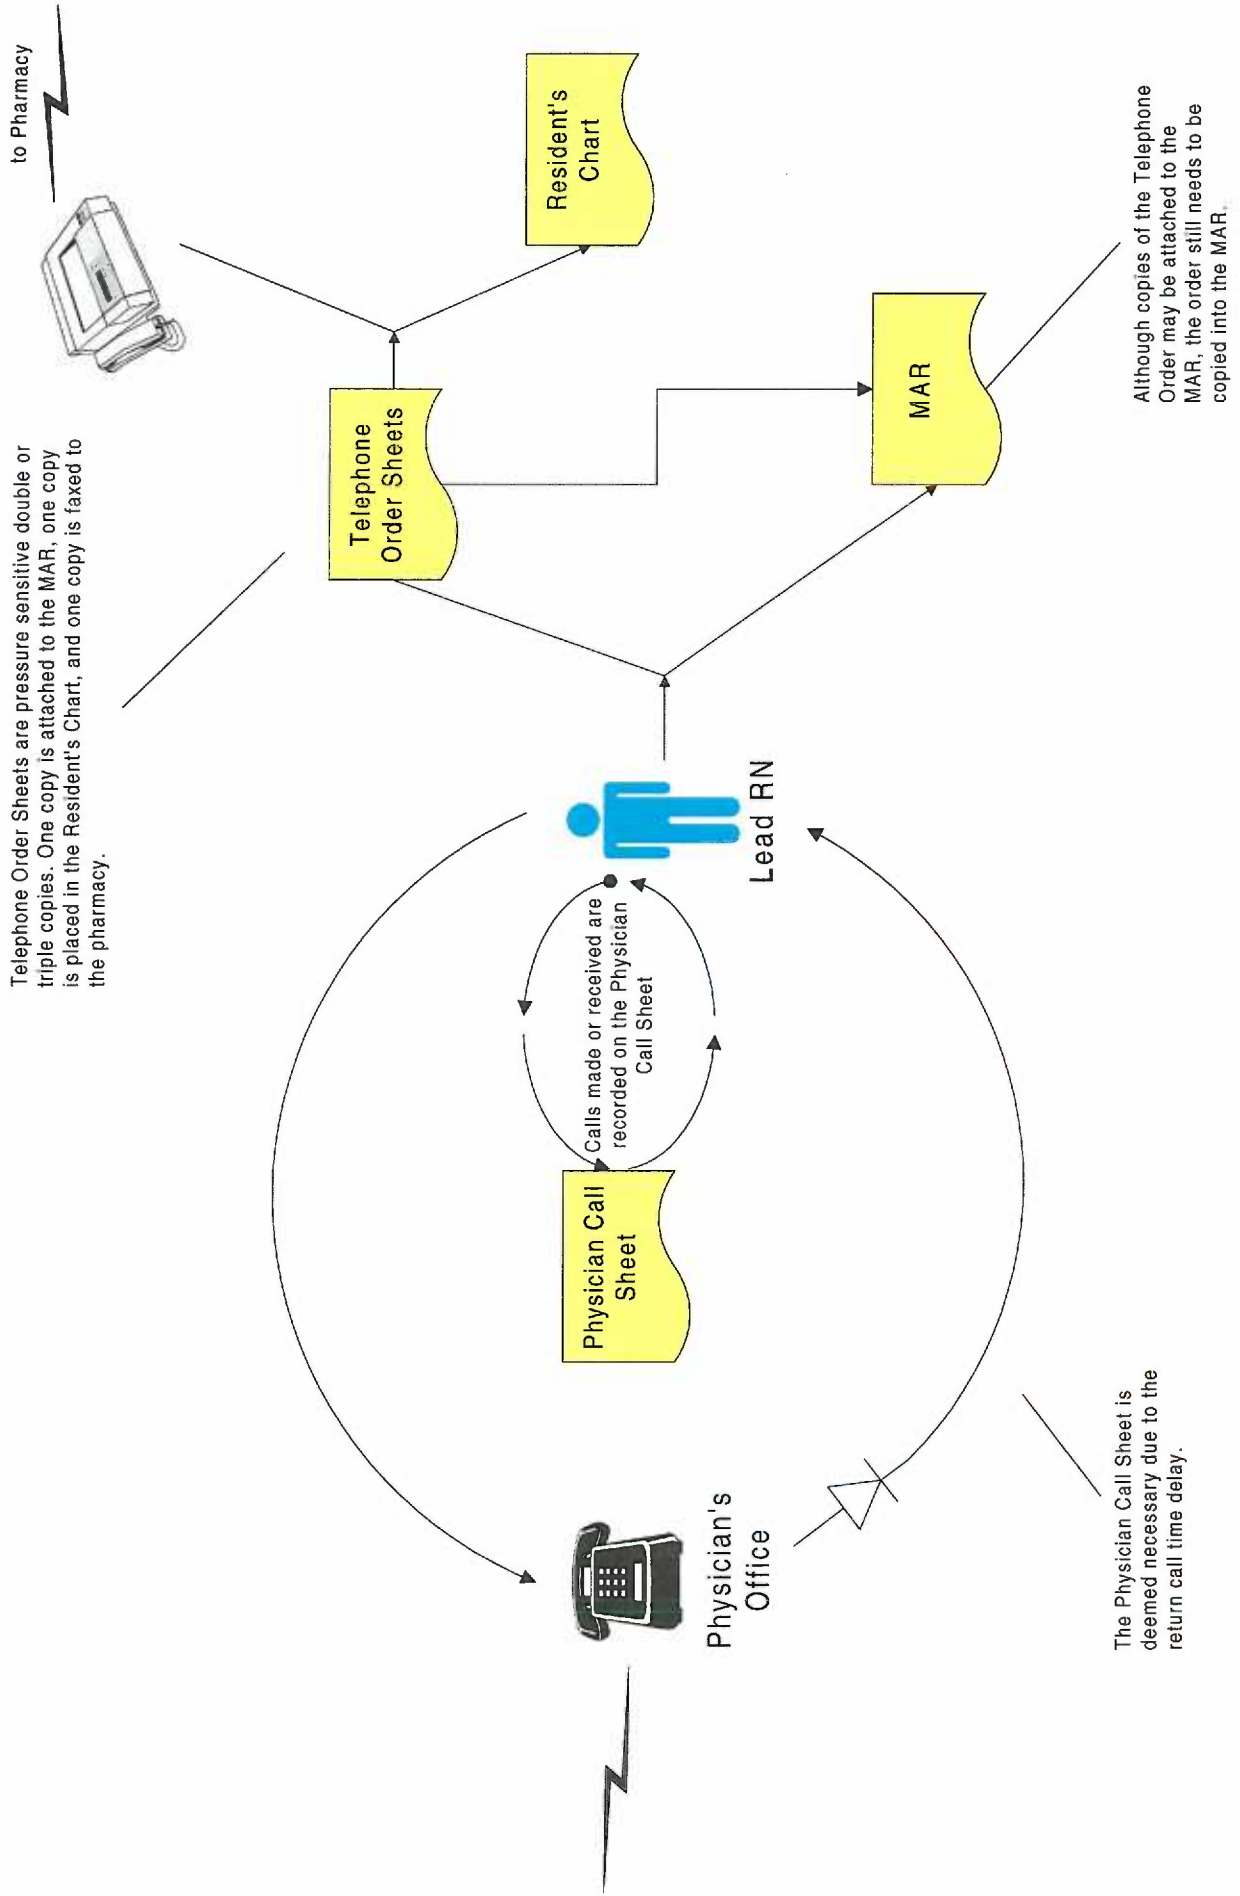 Telephone Order Sheets are pressure sensitive double or
triple copies. One copy is attached to the MAR, one copy
is placed in the Resident's Chart, and one copy is faxed to
the pharmacy.
to Pharmacy
Telephone
Order Sheets
Resident's
Chart
Physician Call
Sheet
Calls made or received are
recorded on the Physician
Call Sheet
Lead RN
Physician's
Office
MAR
The Physician Call Sheet is
deemed necessary due to the
return call time delay.
Although copies of the Telephone
Order may be attached to the
MAR, the order still needs to be
copied into the MAR.